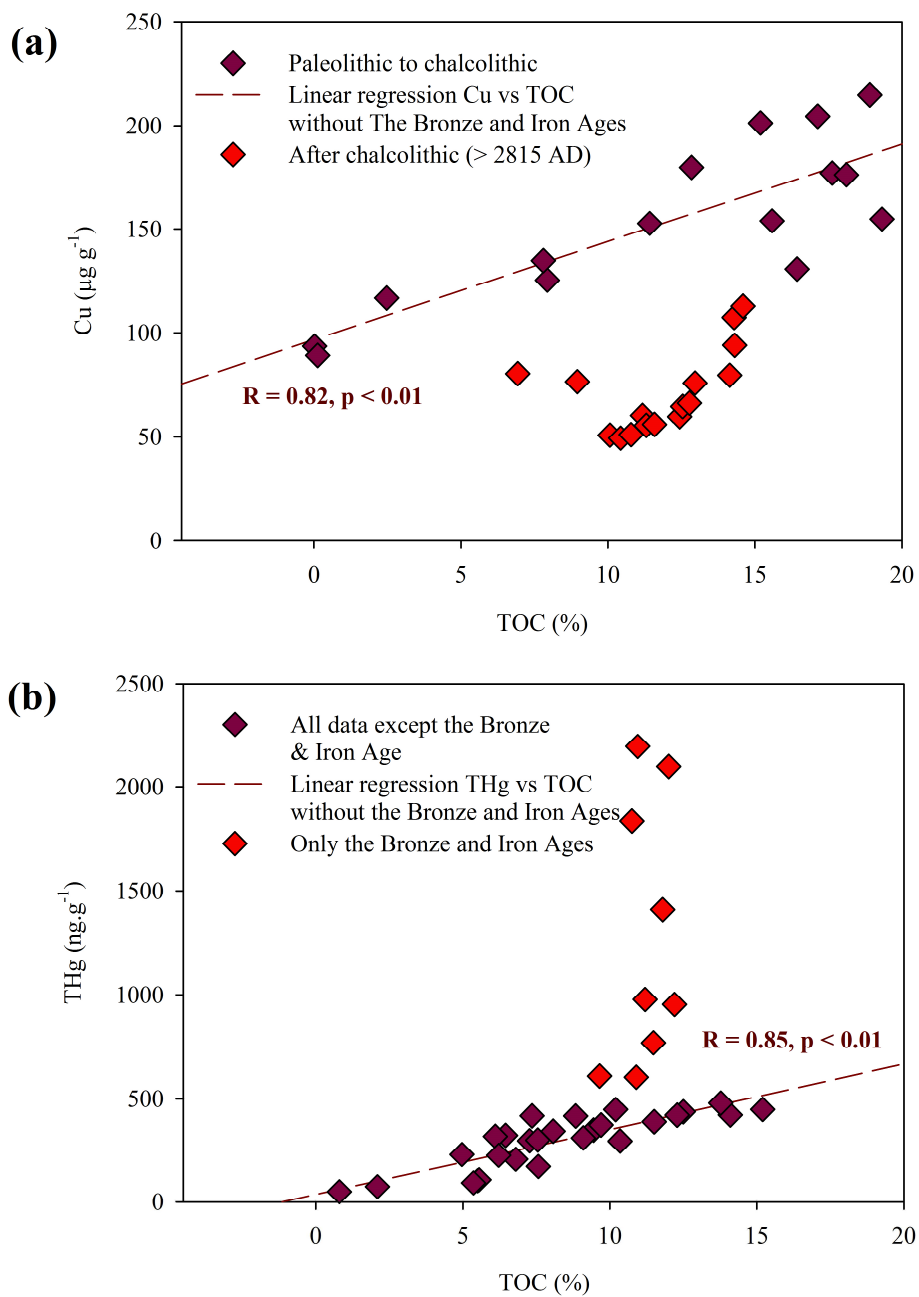 (a)
250
200
150
100
50
0
Cu (µg g⁻¹)
Paleolithic to chalcolithic
Linear regression Cu vs TOC
without The Bronze and Iron Ages
After chalcolithic (> 2815 AD)
R = 0.82, p < 0.01
0 5 10 15 20
TOC (%)
(b)
2500
2000
1500
1000
500
0
THg (ng.g⁻¹)
All data except the Bronze
& Iron Age
Linear regression THg vs TOC
without the Bronze and Iron Ages
Only the Bronze and Iron Ages
R = 0.85, p < 0.01
0 5 10 15 20
TOC (%)